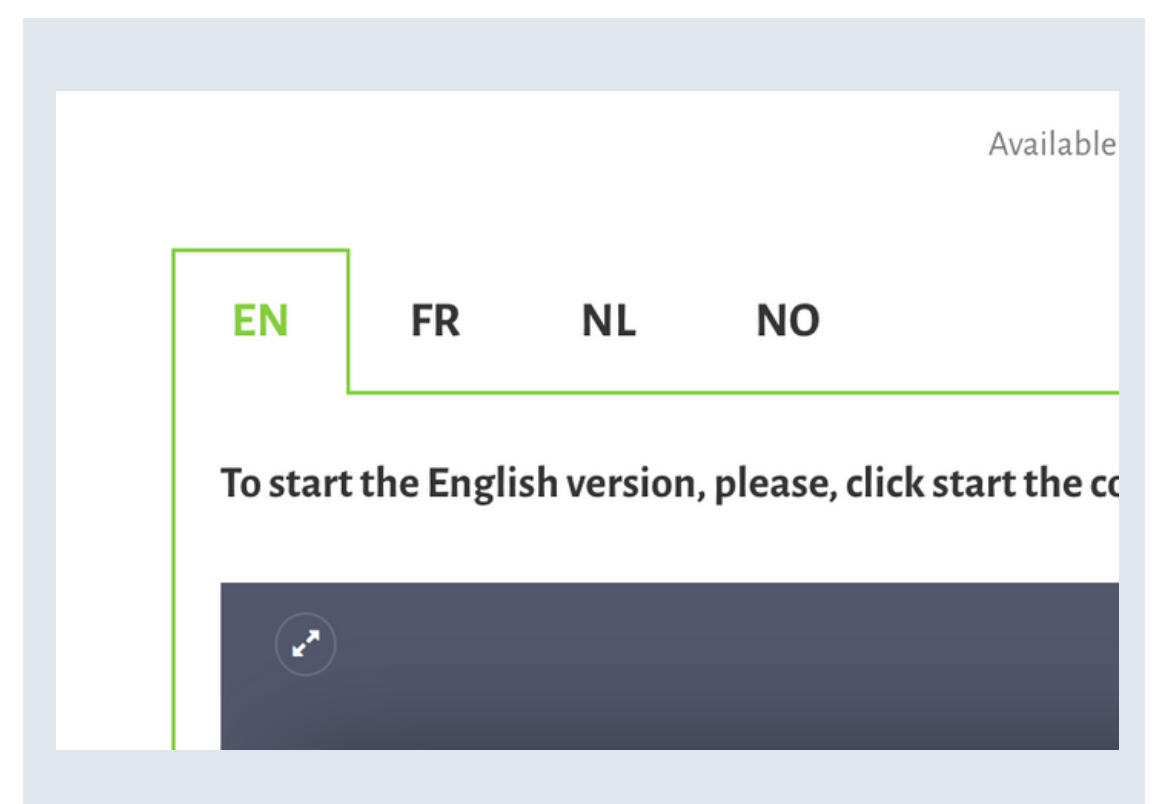 Available
EN FR NL NO
To start the English version, please, click start the